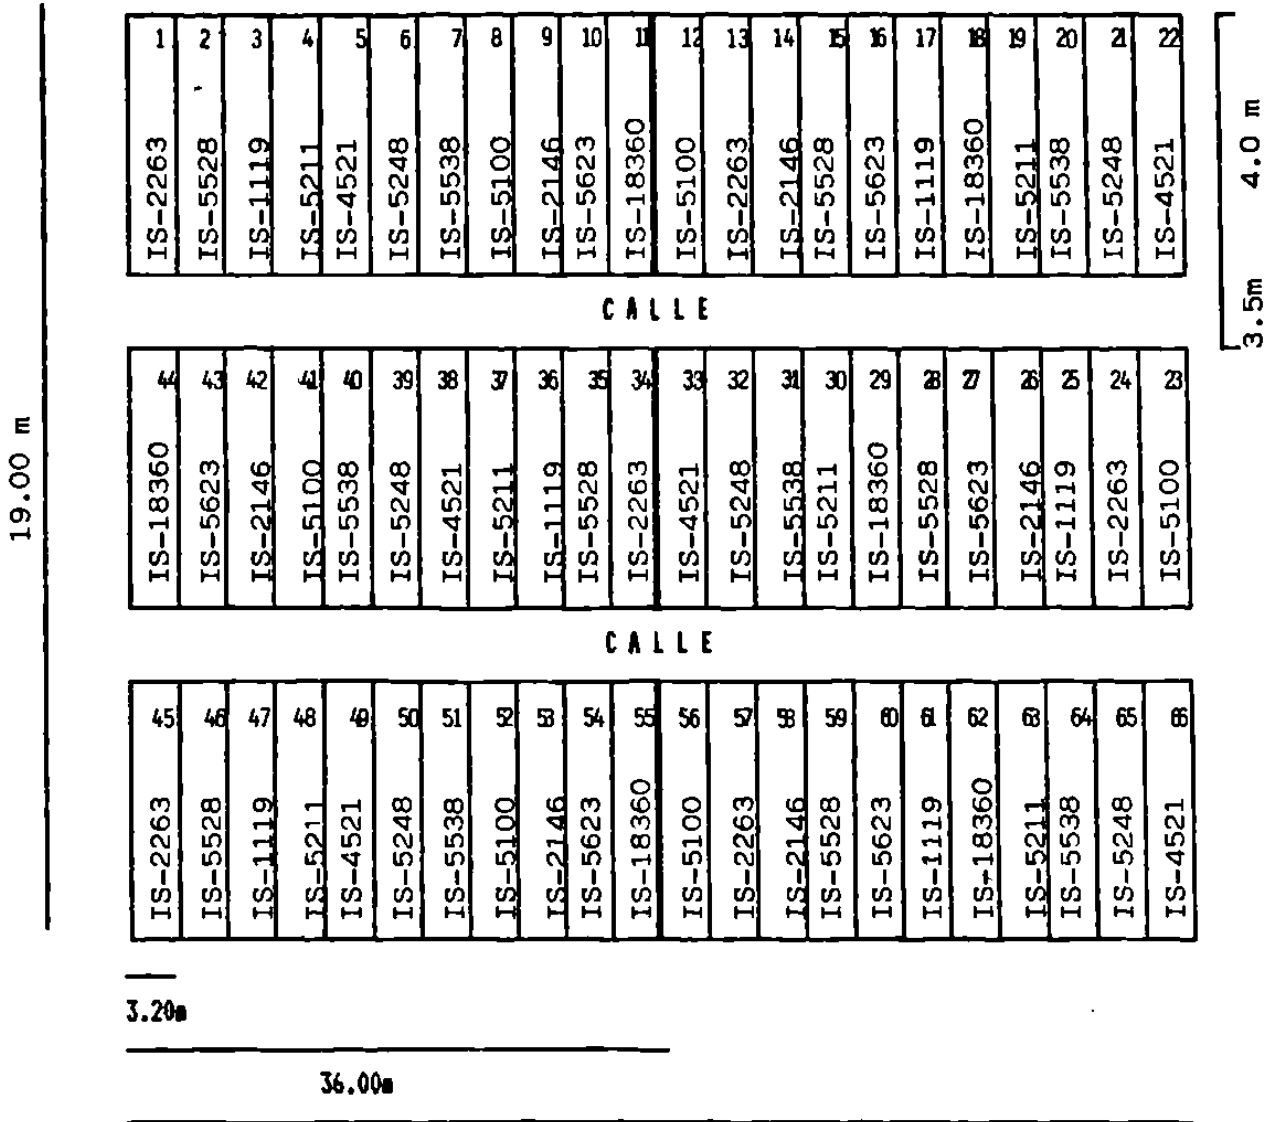 1 2 3 4 5 6 7 8 9 10 11 12 13 14 15 16 17 18 19 20 21 22
IS-2263 IS-5528 IS-1119 IS-5211 IS-4521 IS-5248 IS-5538 IS-5100 IS-2146 IS-5623 IS-18360 IS-5100 IS-2263 IS-2146 IS-5528 IS-5623 IS-1119 IS-18360 IS-5211 IS-5538 IS-5248 IS-4521
4.0 m
CALLE
3.5m
44 43 42 41 40 39 38 37 36 35 34 33 32 31 30 29 28 27 26 25 24 23
IS-18360 IS-5623 IS-2146 IS-5100 IS-5538 IS-5248 IS-4521 IS-5211 IS-1119 IS-5528 IS-2263 IS-4521 IS-5248 IS-5538 IS-5211 IS-18360 IS-5528 IS-5623 IS-2146 IS-1119 IS-2263 IS-5100
19.00 m
CALLE
45 46 47 48 49 50 51 52 53 54 55 56 57 58 59 60 61 62 63 64 65 66
IS-2263 IS-5528 IS-1119 IS-5211 IS-4521 IS-5248 IS-5538 IS-5100 IS-2146 IS-5623 IS-18360 IS-5100 IS-2263 IS-2146 IS-5528 IS-5623 IS-1119 IS-18360 IS-5211 IS-5538 IS-5248 IS-4521
3.20m
36.00m